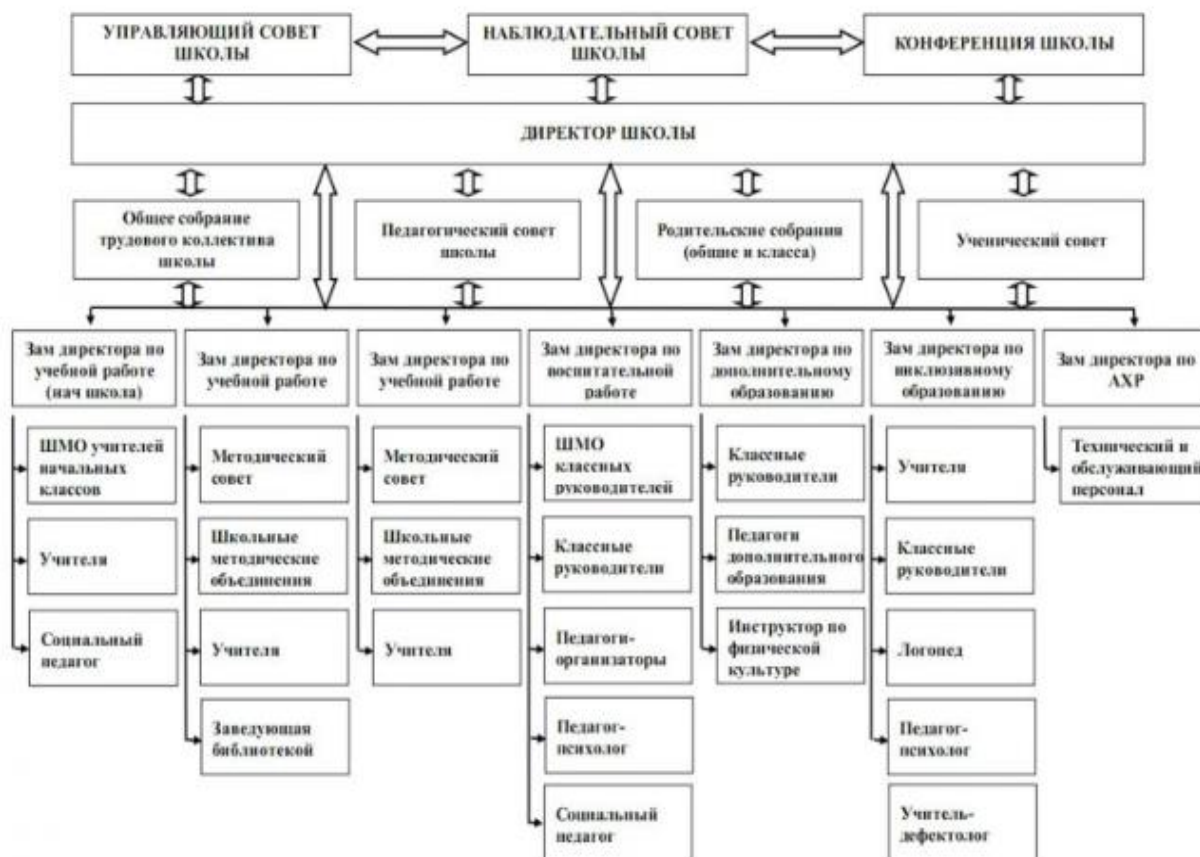 УПРАВЛЯЮЩИЙ СОВЕТ
ШКОЛЫ
НАБЛЮДАТЕЛЬНЫЙ СОВЕТ
ШКОЛЫ
КОНФЕРЕНЦИЯ ШКОЛЫ
ДИРЕКТОР ШКОЛЫ
Общее собрание
трудового коллектива
школы
Педагогический совет
школы
Родительские собрания
(общие и класса)
Ученический совет
Зам директора по
учебной работе
(нач школа)
Зам директора по
учебной работе
Зам директора по
учебной работе
Зам директора по
воспитательной
работе
Зам директора по
дополнительному
образованию
Зам директора по
инклюзивному
образованию
Зам директора по
АХР
ШМО учителей
начальных
классов
Учителя
Социальный
педагог
Методический
совет
Школьные
методические
объединения
Учителя
Заведующая
библиотекой
Методический
совет
Школьные
методические
объединения
Учителя
ШМО
классных
руководителей
Классные
руководители
Педагоги-
организаторы
Педагог-
психолог
Социальный
педагог
Классные
руководители
Педагоги
дополнительного
образования
Инструктор по
физической
культуре
Учителя
Классные
руководители
Логопед
Педагог-
психолог
Учитель-
дефектолог
Технический и
обслуживающий
персонал